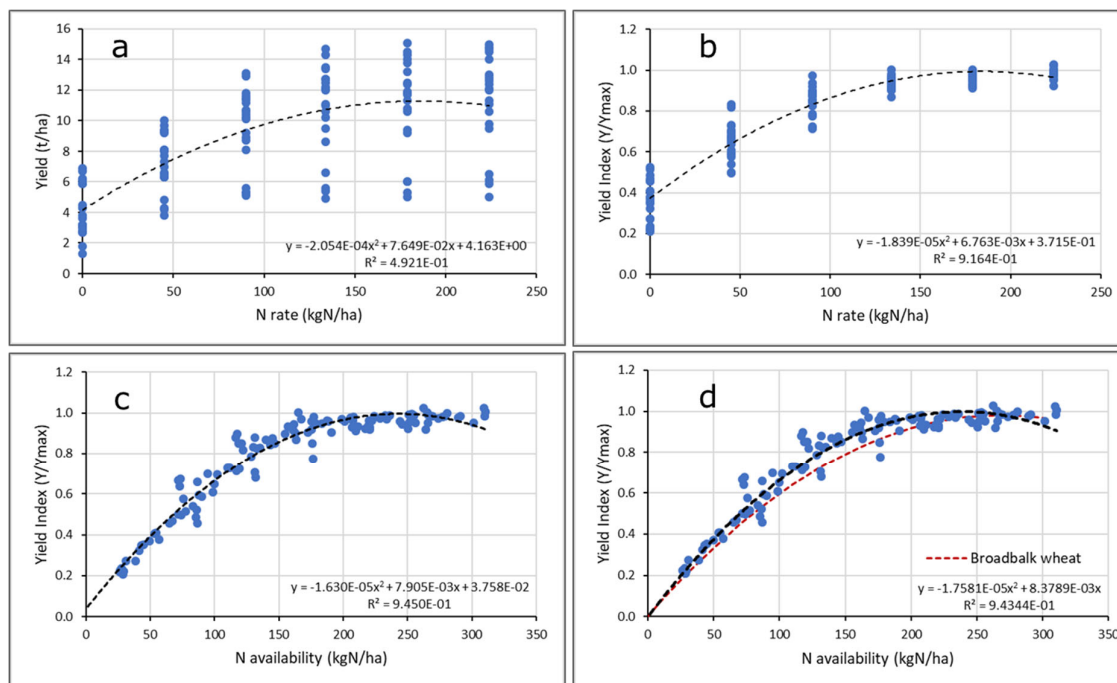 a
Yield (t/ha)
16
14
12
10
8
6
4
2
0
0 50 100 150 200 250
N rate (kgN/ha)
y = -2.054E-04x² + 7.649E-02x + 4.163E+00
R² = 4.921E-01
b
Yield Index (Y/Ymax)
1.2
1.0
0.8
0.6
0.4
0.2
0.0
0 50 100 150 200 250
N rate (kgN/ha)
y = -1.839E-05x² + 6.763E-03x + 3.715E-01
R² = 9.164E-01
c
Yield Index (Y/Ymax)
1.2
1.0
0.8
0.6
0.4
0.2
0.0
0 50 100 150 200 250 300 350
N availability (kgN/ha)
y = -1.630E-05x² + 7.905E-03x + 3.758E-02
R² = 9.450E-01
d
Yield Index (Y/Ymax)
1.2
1.0
0.8
0.6
0.4
0.2
0.0
0 50 100 150 200 250 300 350
N availability (kgN/ha)
Broadbalk wheat
y = -1.7581E-05x² + 8.3789E-03x
R² = 9.4344E-01